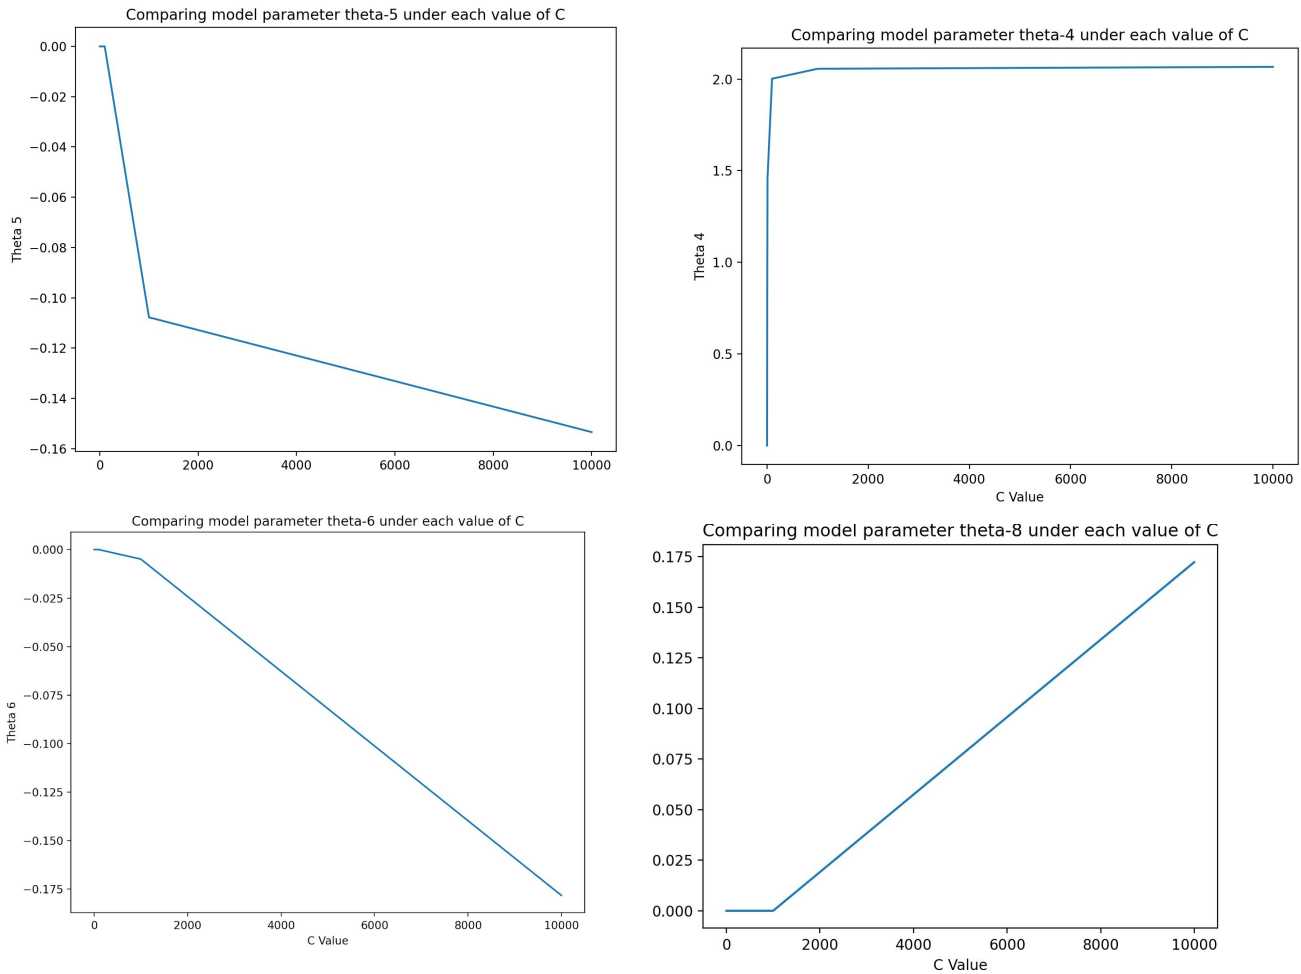 Comparing model parameter theta-5 under each value of C
0.00
−0.02
−0.04
−0.06
−0.08
−0.10
−0.12
−0.14
−0.16
Theta 5
0 2000 4000 6000 8000 10000
Comparing model parameter theta-4 under each value of C
2.0
1.5
1.0
0.5
0.0
Theta 4
0 2000 4000 6000 8000 10000
C Value
Comparing model parameter theta-6 under each value of C
0.000
−0.025
−0.050
−0.075
−0.100
−0.125
−0.150
−0.175
Theta 6
0 2000 4000 6000 8000 10000
C Value
Comparing model parameter theta-8 under each value of C
0.175
0.150
0.125
0.100
0.075
0.050
0.025
0.000
0 2000 4000 6000 8000 10000
C Value